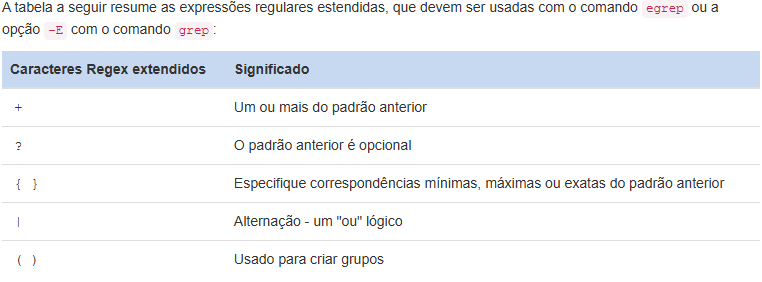 A tabela a seguir resume as expressões regulares estendidas, que devem ser usadas com o comando egrep ou a
opção -E com o comando grep:
Caracteres Regex extendidos Significado
+ Um ou mais do padrão anterior
? O padrão anterior é opcional
{ } Especifique correspondências mínimas, máximas ou exatas do padrão anterior
| Alternação - um "ou" lógico
( ) Usado para criar grupos